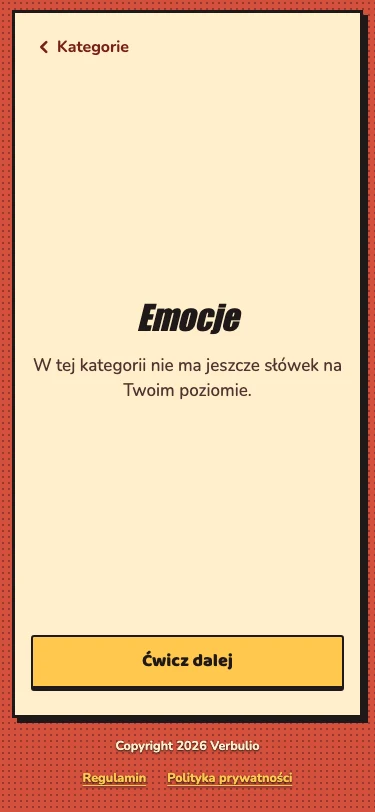 Kategorie
Emocje
W tej kategorii nie ma jeszcze słówek na
Twoim poziomie.
Ćwicz dalej
Copyright 2026 Verbulio
Regulamin Polityka prywatności